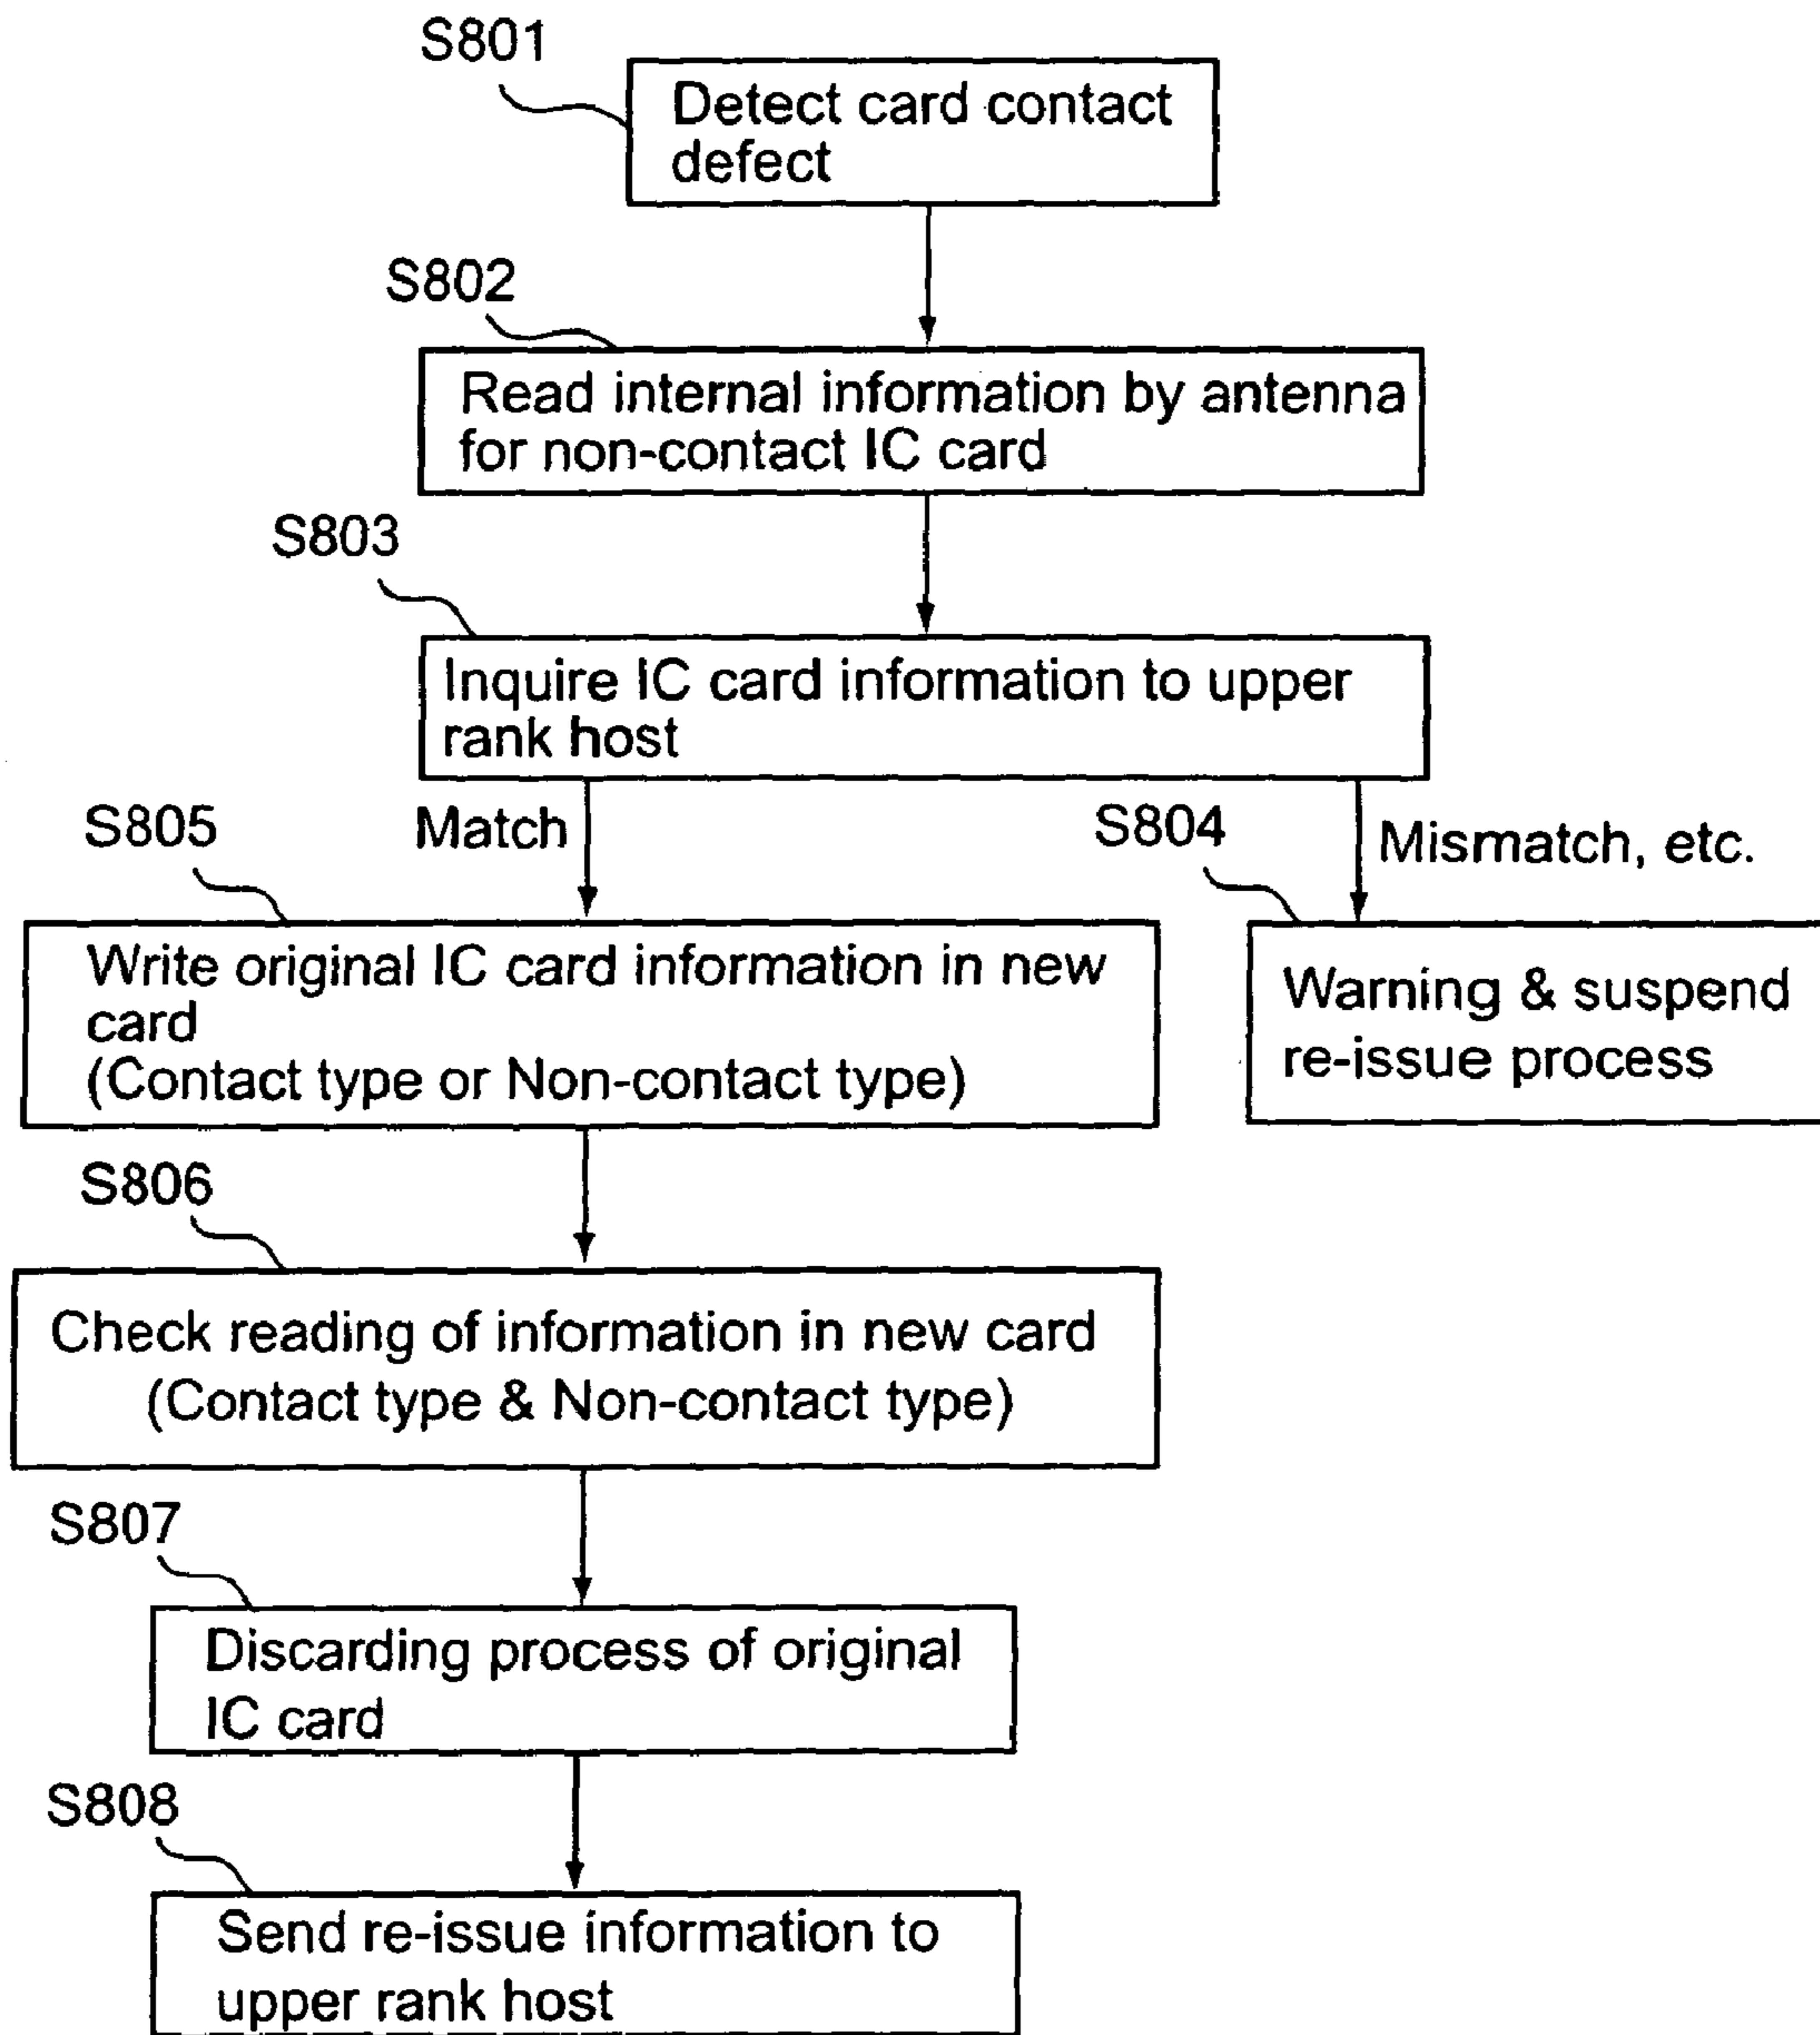 S801
Detect card contact
defect
S802
Read internal information by antenna
for non-contact IC card
S803
Inquire IC card information to upper
rank host
S805
Match
S804
Mismatch, etc.
Write original IC card information in new
card
(Contact type or Non-contact type)
Warning & suspend
re-issue process
S806
Check reading of information in new card
(Contact type & Non-contact type)
S807
Discarding process of original
IC card
S808
Send re-issue information to
upper rank host